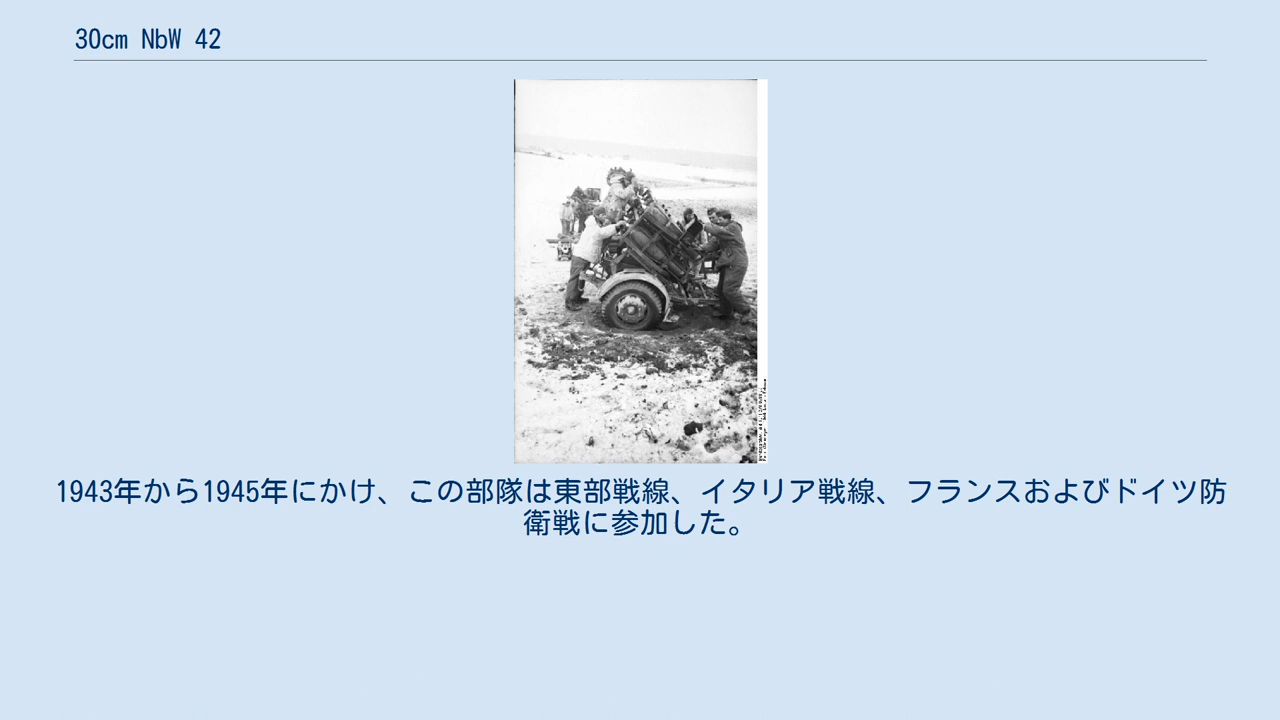 30cm NbW 42
1943年から1945年にかけ、この部隊は東部戦線、イタリア戦線、フランスおよびドイツ防
衛戦に参加した。